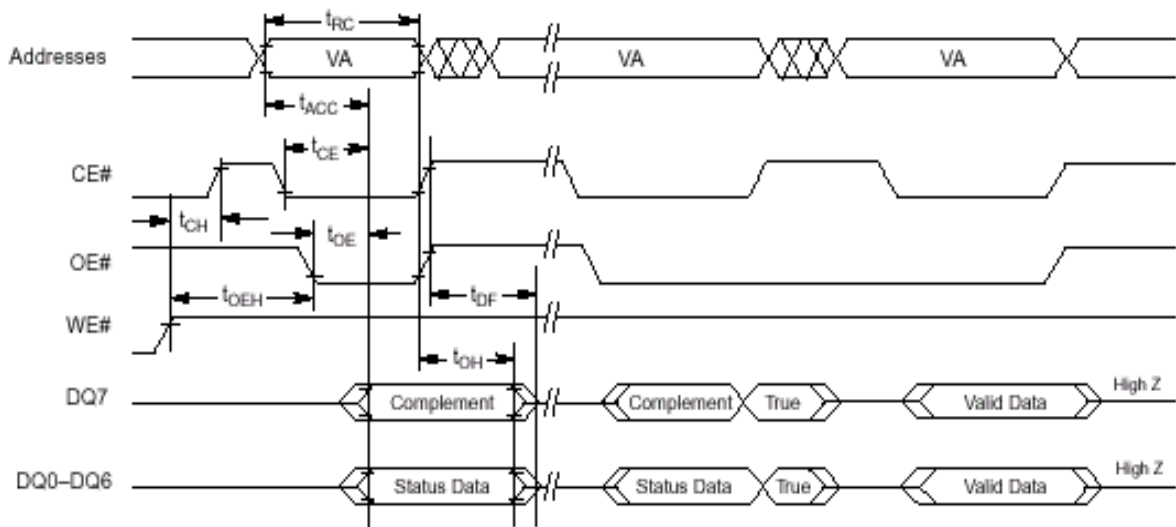 tRC
Addresses VA VA VA
tACC
tCE
CE#
tCH
tOE
OE#
tOEH tDF
WE#
tOH
DQ7 Complement Complement True Valid Data High Z
DQ0–DQ6 Status Data Status Data True Valid Data High Z